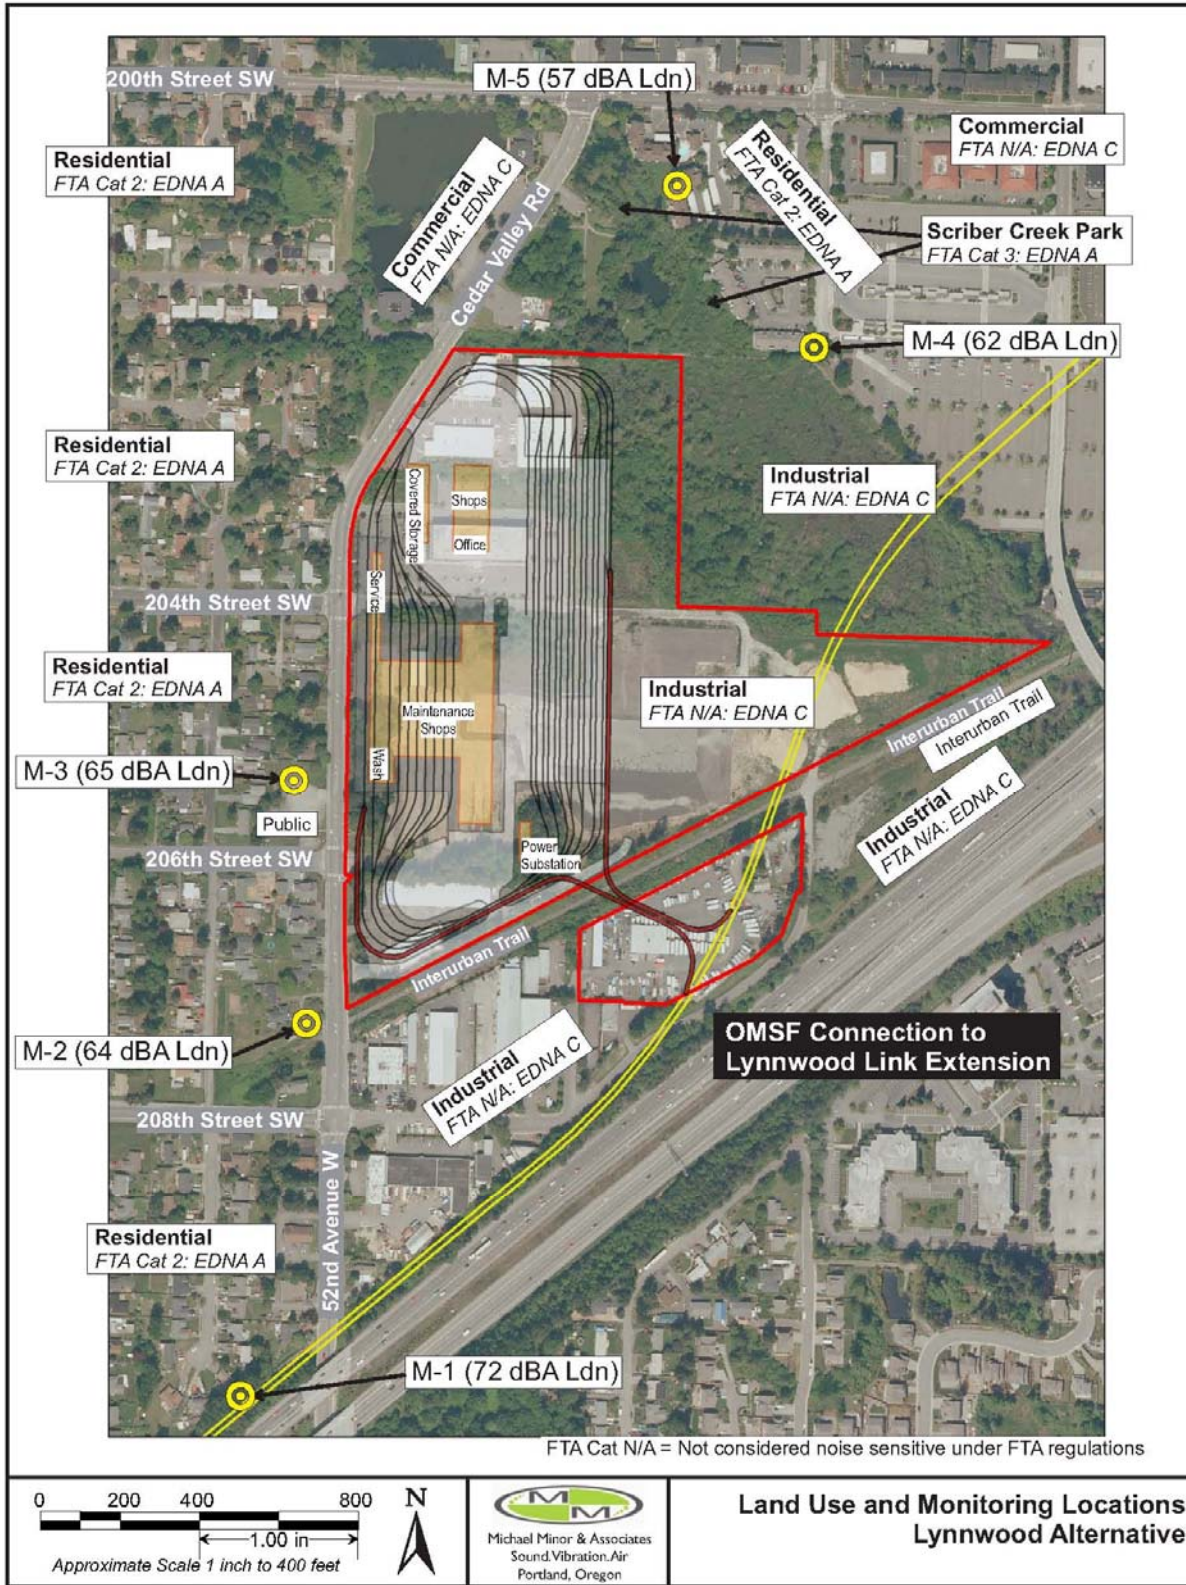 200th Street SW
M-5 (57 dBA Ldn)
Residential
FTA Cat 2: EDNA A
Commercial
FTA N/A: EDNA C
Cedar Valley Rd
Residential
FTA Cat 2: EDNA A
Commercial
FTA N/A: EDNA C
Scriber Creek Park
FTA Cat 3: EDNA A
M-4 (62 dBA Ldn)
Residential
FTA Cat 2: EDNA A
Covered Storage
Shops
Office
Industrial
FTA N/A: EDNA C
204th Street SW
Service
Residential
FTA Cat 2: EDNA A
Maintenance
Shops
Wash
Industrial
FTA N/A: EDNA C
Interurban Trail
Interurban Trail
Industrial
FTA N/A: EDNA C
M-3 (65 dBA Ldn)
Public
206th Street SW
Power
Substation
Interurban Trail
M-2 (64 dBA Ldn)
OMSF Connection to
Lynnwood Link Extension
Industrial
FTA N/A: EDNA C
208th Street SW
52nd Avenue W
Residential
FTA Cat 2: EDNA A
M-1 (72 dBA Ldn)
FTA Cat N/A = Not considered noise sensitive under FTA regulations
0 200 400 800
1.00 in
Approximate Scale 1 inch to 400 feet
N
M M
Michael Minor & Associates
Sound.Vibration.Air
Portland, Oregon
Land Use and Monitoring Locations
Lynnwood Alternative